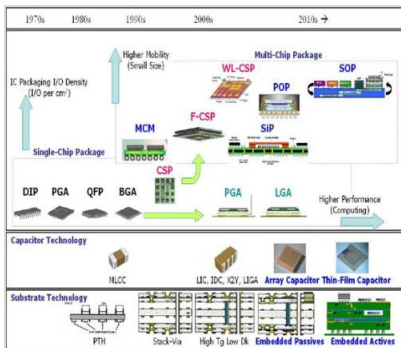 1970s 1980s 1990s 2000s 2010s →
Higher Mobility
(Small Size)
Multi-Chip Package
IC Packaging I/O Density
(I/O per cm²)
WL-CSP
SOP
POP
F-CSP
MCM
SiP
Single-Chip Package
CSP
DIP PGA QFP BGA
PGA LGA
Higher Performance
(Computing)
Capacitor Technology
MLCC
LIC, IDC, X2Y, LIGA
Array Capacitor Thin-Film Capacitor
Substrate Technology
PTH
Stack-Via
High Tg Low Dk
Embedded Passives
Embedded Actives